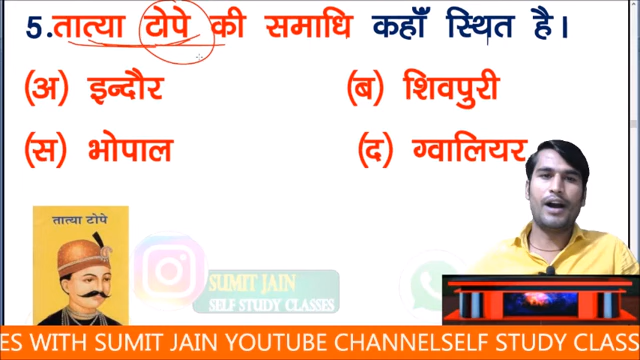 5.तात्या टोपे की समाधि कहाँ स्थित है।
(अ) इन्दौर
(ब) शिवपुरी
(स) भोपाल
(द) ग्वालियर
तात्या टोपे
SUMIT JAIN
SELF STUDY CLASSES
ES WITH SUMIT JAIN YOUTUBE CHANNELSELF STUDY CLASS